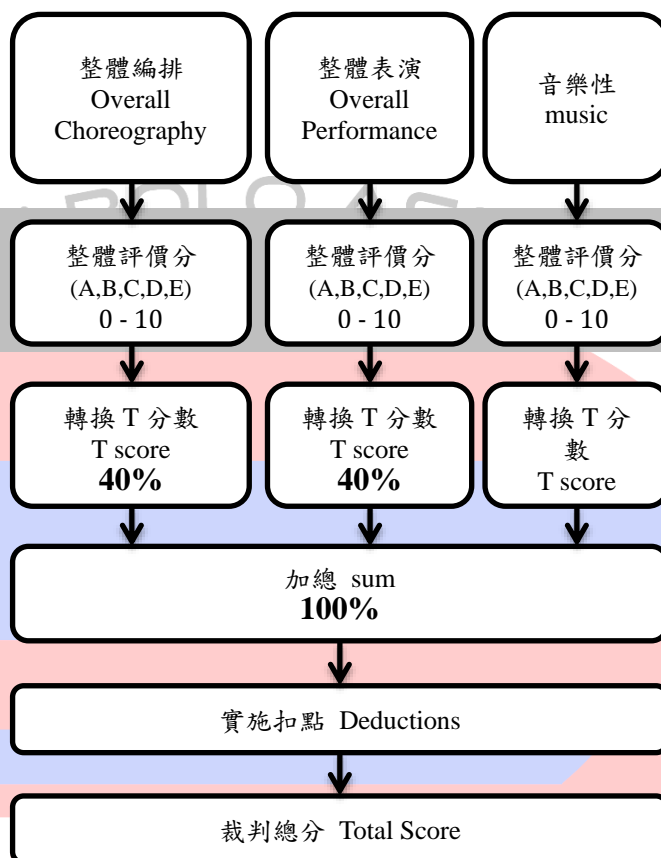 整體編排
Overall
Choreography
整體表演
Overall
Performance
音樂性
music
整體評價分
(A,B,C,D,E)
0 - 10
整體評價分
(A,B,C,D,E)
0 - 10
整體評價分
(A,B,C,D,E)
0 - 10
轉換 T 分數
T score
40%
轉換 T 分數
T score
40%
轉換 T 分
數
T score
加總 sum
100%
實施扣點 Deductions
裁判總分 Total Score